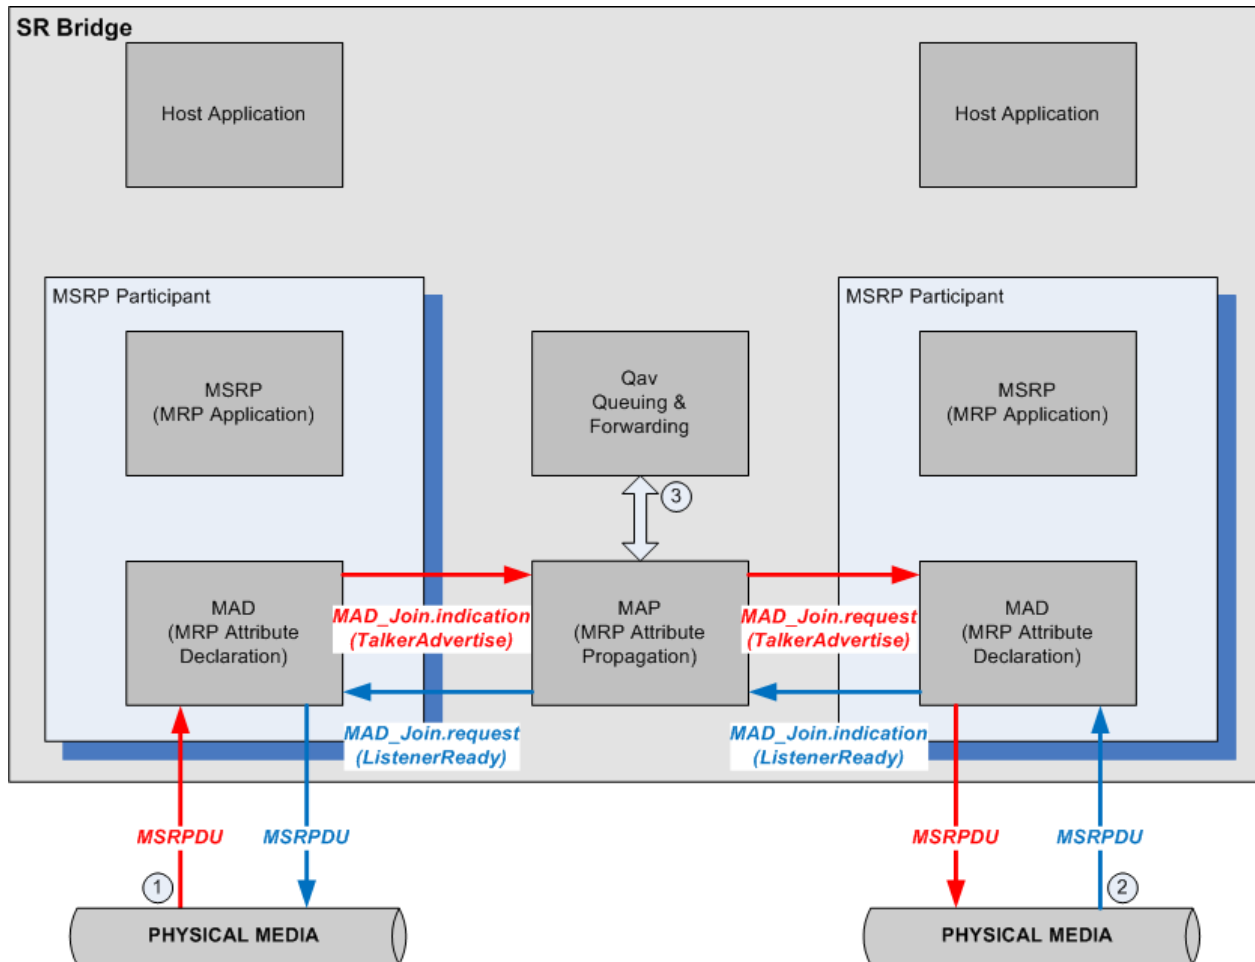 SR Bridge
Host Application
Host Application
MSRP Participant
MSRP
(MRP Application)
Qav
Queuing &
Forwarding
MSRP Participant
MSRP
(MRP Application)
3
MAD
(MRP Attribute
Declaration)
MAD_Join.indication
(TalkerAdvertise)
MAP
(MRP Attribute
Propagation)
MAD_Join.request
(TalkerAdvertise)
MAD
(MRP Attribute
Declaration)
MAD_Join.request
(ListenerReady)
MAD_Join.indication
(ListenerReady)
MSRPDU
MSRPDU
MSRPDU
MSRPDU
1
2
PHYSICAL MEDIA
PHYSICAL MEDIA